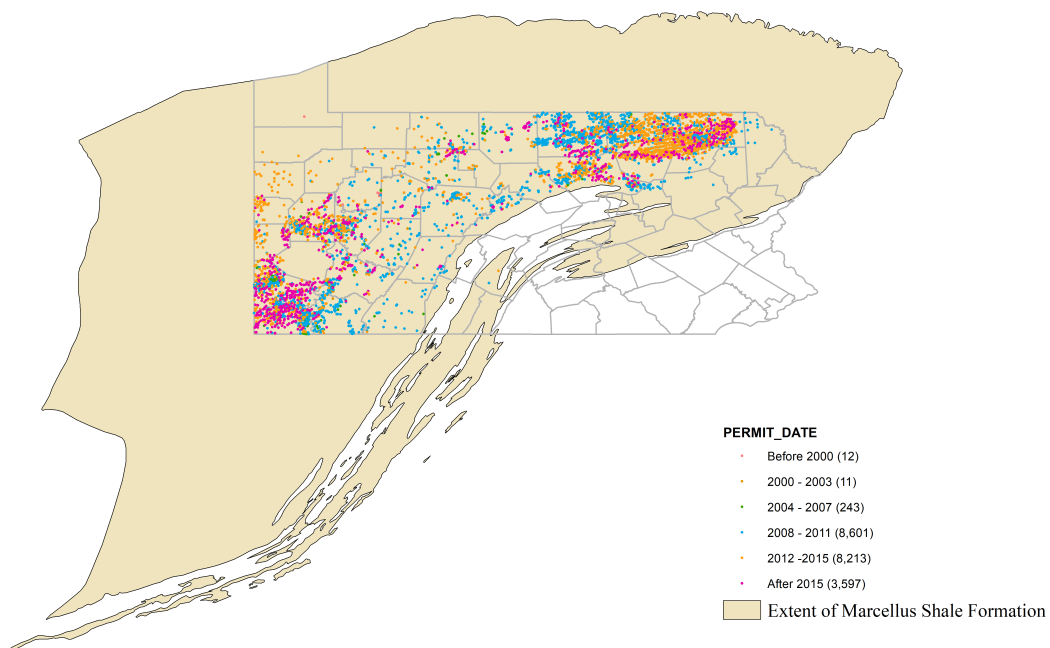 PERMIT_DATE
Before 2000 (12)
2000 - 2003 (11)
2004 - 2007 (243)
2008 - 2011 (8,601)
2012 -2015 (8,213)
After 2015 (3,597)
Extent of Marcellus Shale Formation